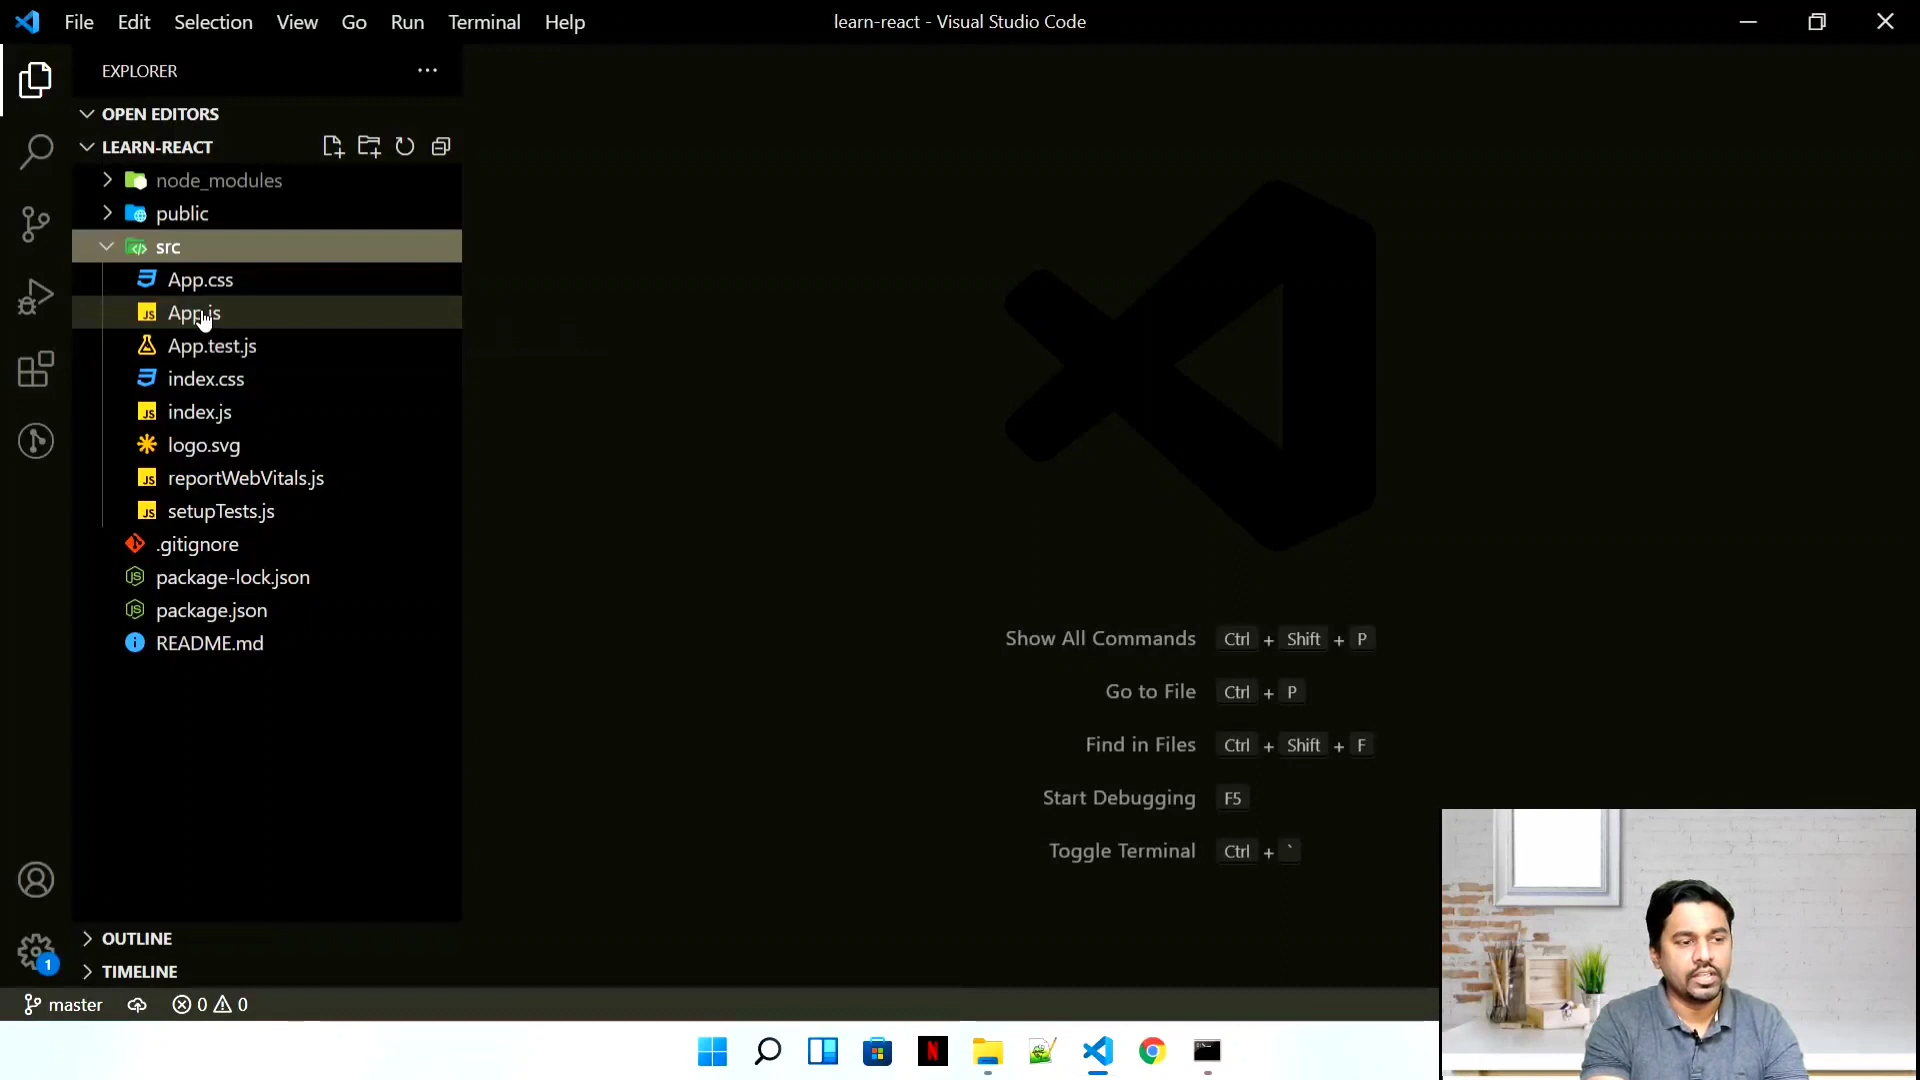 File Edit Selection View Go Run Terminal Help
learn-react - Visual Studio Code
EXPLORER
OPEN EDITORS
LEARN-REACT
node_modules
public
src
App.css
App.js
App.test.js
index.css
index.js
logo.svg
reportWebVitals.js
setupTests.js
.gitignore
package-lock.json
package.json
README.md
OUTLINE
TIMELINE
Show All Commands Ctrl + Shift + P
Go to File Ctrl + P
Find in Files Ctrl + Shift + F
Start Debugging F5
Toggle Terminal Ctrl + `
1
master 0 0